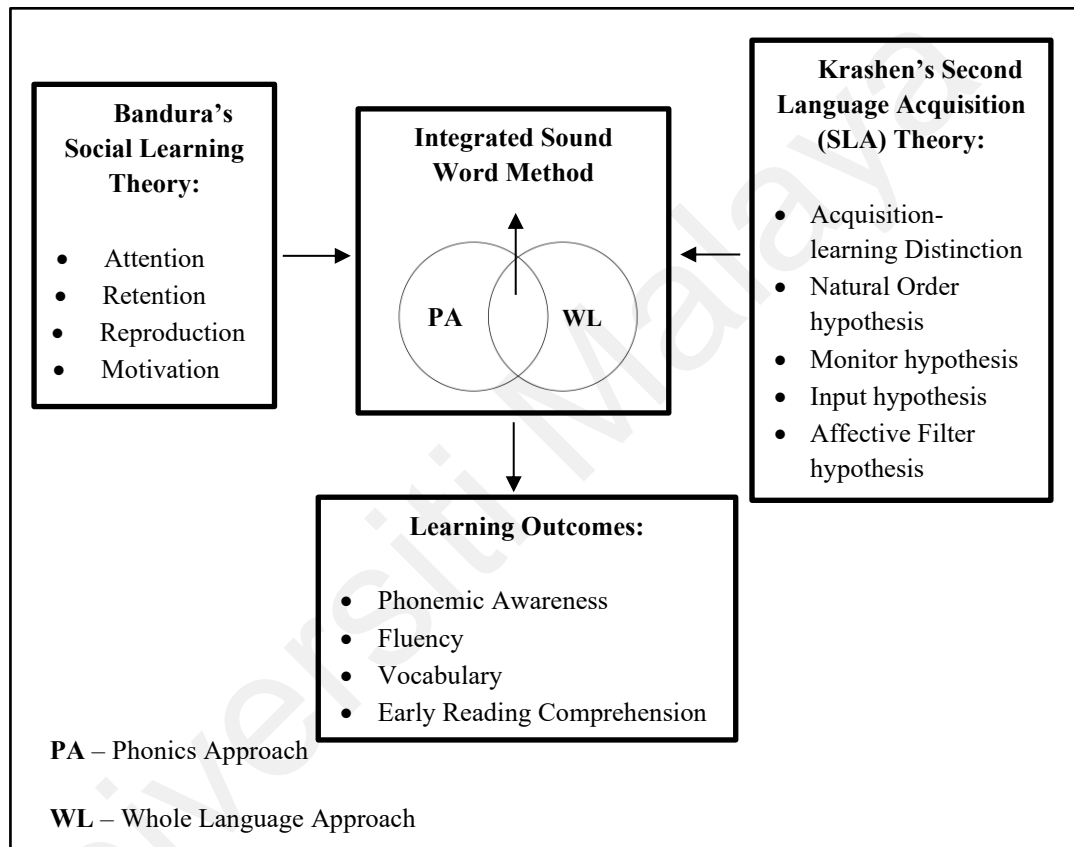 Bandura’s
Social Learning
Theory:
• Attention
• Retention
• Reproduction
• Motivation
Integrated Sound
Word Method
PA
WL
Krashen’s Second
Language Acquisition
(SLA) Theory:
• Acquisition-
learning Distinction
• Natural Order
hypothesis
• Monitor hypothesis
• Input hypothesis
• Affective Filter
hypothesis
Learning Outcomes:
• Phonemic Awareness
• Fluency
• Vocabulary
• Early Reading Comprehension
PA – Phonics Approach
WL – Whole Language Approach
versiti Malaya